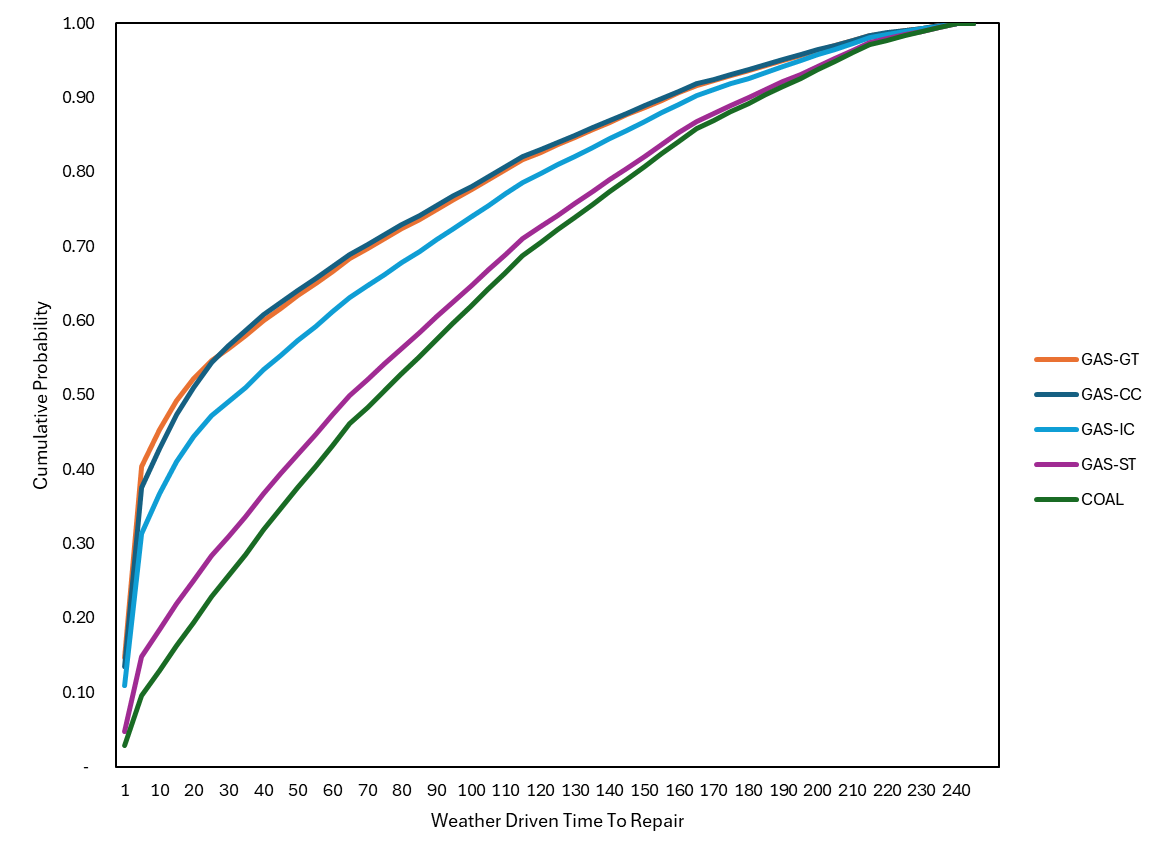 1.00
0.90
0.80
0.70
0.60
0.50
0.40
0.30
0.20
0.10
-
Cumulative Probability
1 10 20 30 40 50 60 70 80 90 100 110 120 130 140 150 160 170 180 190 200 210 220 230 240
Weather Driven Time To Repair
GAS-GT
GAS-CC
GAS-IC
GAS-ST
COAL